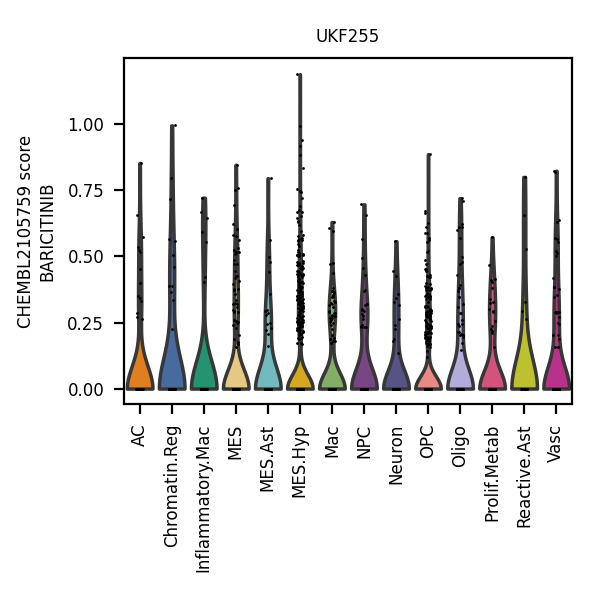 UKF255
CHEMBL2105759 score
BARICITINIB
1.00
0.75
0.50
0.25
0.00
AC
Chromatin.Reg
Inflammatory.Mac
MES
MES.Ast
MES.Hyp
Mac
NPC
Neuron
OPC
Oligo
Prolif.Metab
Reactive.Ast
Vasc